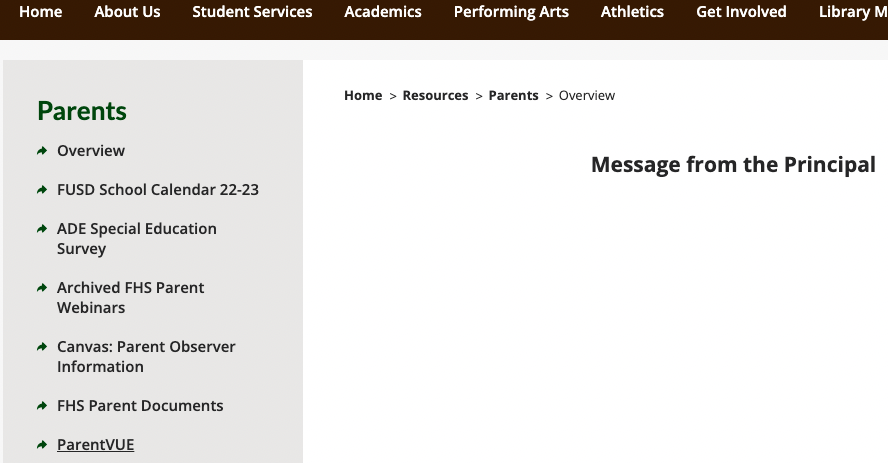 Home About Us Student Services Academics Performing Arts Athletics Get Involved Library M
Parents
Overview
FUSD School Calendar 22-23
ADE Special Education
Survey
Archived FHS Parent
Webinars
Canvas: Parent Observer
Information
FHS Parent Documents
ParentVUE
Home > Resources > Parents > Overview
Message from the Principal